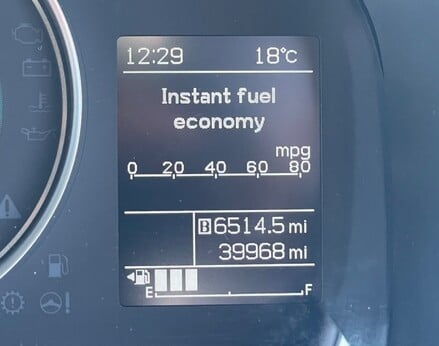 12:29 18°C
Instant fuel
economy
mpg
0 20 40 60 80
B 6514.5 mi
39968 mi
E F